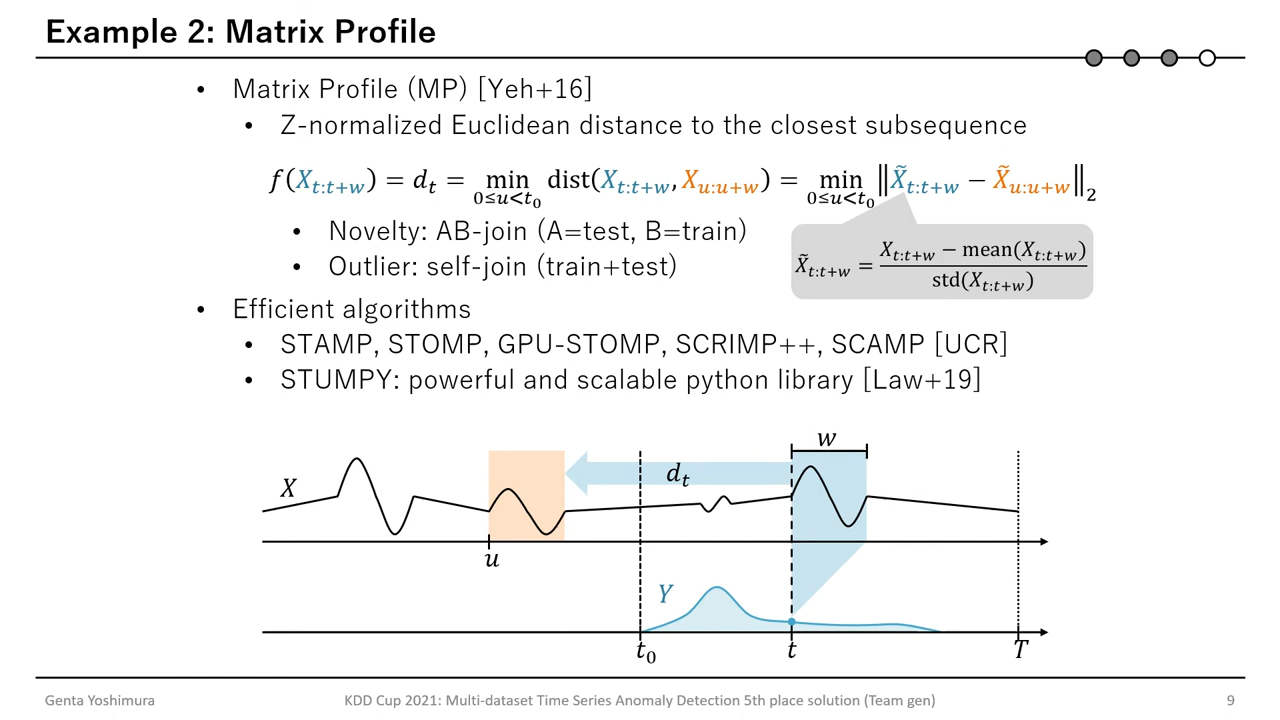 Example 2: Matrix Profile
• Matrix Profile (MP) [Yeh+16]
• Z-normalized Euclidean distance to the closest subsequence
f(X_{t:t+w}) = d_t = min_{0≤u<t_0} dist(X_{t:t+w}, X_{u:u+w}) = min_{0≤u<t_0} ‖X̃_{t:t+w} − X̃_{u:u+w}‖_2
• Novelty: AB-join (A=test, B=train)
• Outlier: self-join (train+test)
X̃_{t:t+w} = (X_{t:t+w} − mean(X_{t:t+w})) / std(X_{t:t+w})
• Efficient algorithms
• STAMP, STOMP, GPU-STOMP, SCRIMP++, SCAMP [UCR]
• STUMPY: powerful and scalable python library [Law+19]
w
d_t
X
u
Y
t_0
t
T
Genta Yoshimura
KDD Cup 2021: Multi-dataset Time Series Anomaly Detection 5th place solution (Team gen)
9